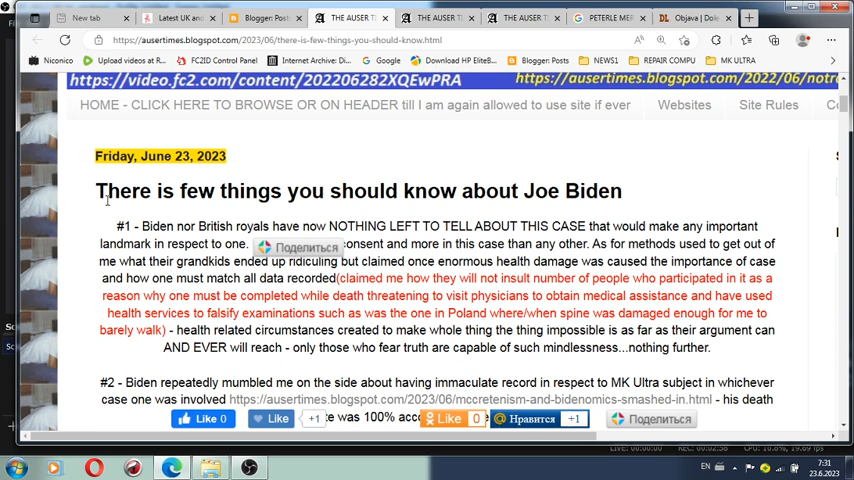 New tab
Latest UK and
Blogger: Posts
THE AUSER TI
THE AUSER TI
THE AUSER TI
PETERLE MER
Objava | Dole
https://ausertimes.blogspot.com/2023/06/there-is-few-things-you-should-know.html
Niconico
Upload videos at R...
FC2ID Control Panel
Internet Archive: Di...
Google
Download HP EliteB...
Blogger: Posts
NEWS1
REPAIR COMPU
MK ULTRA
https://video.fc2.com/content/202206282XQEwPRA
https://ausertimes.blogspot.com/2022/06/notra
HOME - CLICK HERE TO BROWSE OR ON HEADER till I am again allowed to use site if ever
Websites
Site Rules
Friday, June 23, 2023
There is few things you should know about Joe Biden
#1 - Biden nor British royals have now NOTHING LEFT TO TELL ABOUT THIS CASE that would make any important
landmark in respect to one. Поделиться consent and more in this case than any other. As for methods used to get out of
me what their grandkids ended up ridiculing but claimed once enormous health damage was caused the importance of case
and how one must match all data recorded(claimed me how they will not insult number of people who participated in it as a
reason why one must be completed while death threatening to visit physicians to obtain medical assistance and have used
health services to falsify examinations such as was the one in Poland where/when spine was damaged enough for me to
barely walk) - health related circumstances created to make whole thing the thing impossible is as far as their argument can
AND EVER will reach - only those who fear truth are capable of such mindlessness...nothing further.
#2 - Biden repeatedly mumbled me on the side about having immaculate record in respect to MK Ultra subject in whichever
case one was involved https://ausertimes.blogspot.com/2023/06/mccretenism-and-bidenomics-smashed-in.html - his death
te was 100% acc
Like 0
Like
+1
Like 0
Нравится
+1
Поделиться
EN
7:31
23.6.2023